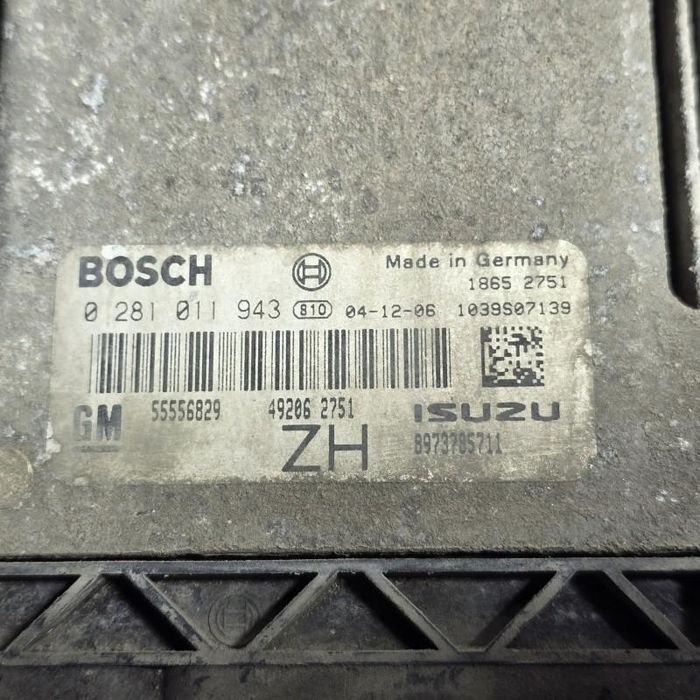 BOSCH Made in Germany
1865 2751
0 281 011 943 810 04-12-06 1039S07139
GM 55556829 49206 2751 ISUZU
ZH 8973785711